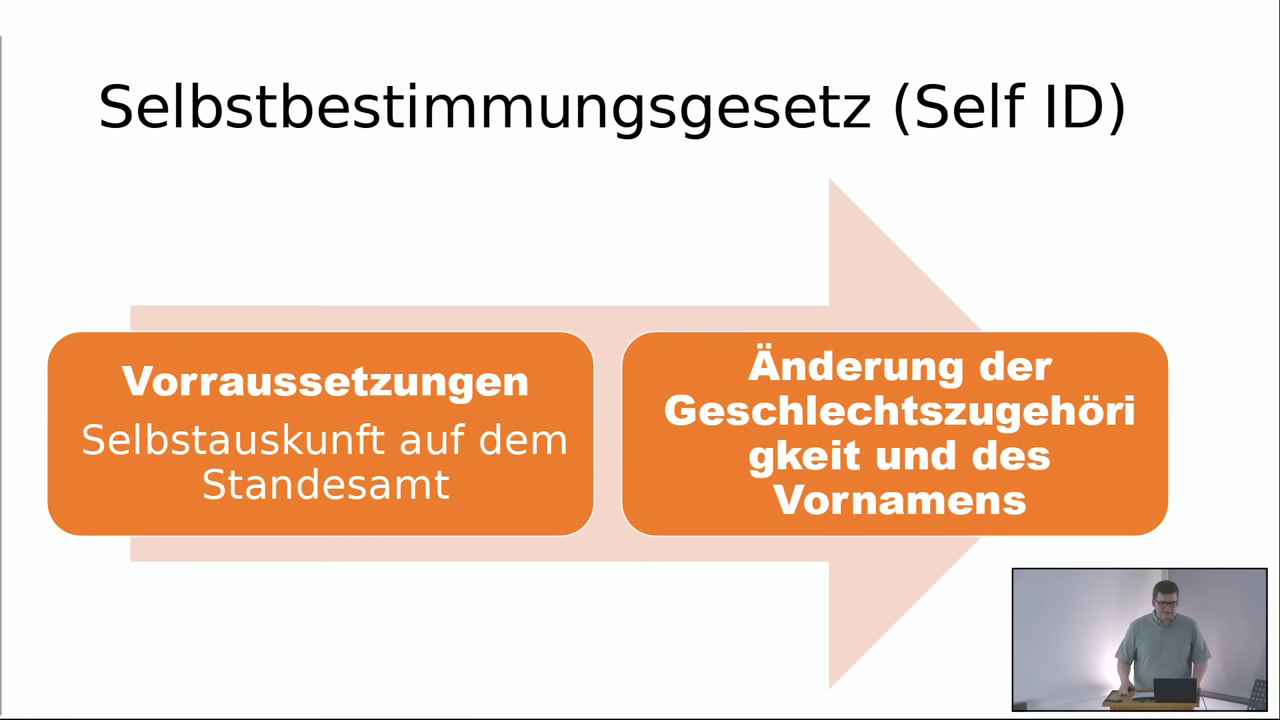 Selbstbestimmungsgesetz (Self ID)
Vorraussetzungen
Selbstauskunft auf dem
Standesamt
Änderung der
Geschlechtszugehöri
gkeit und des
Vornamens